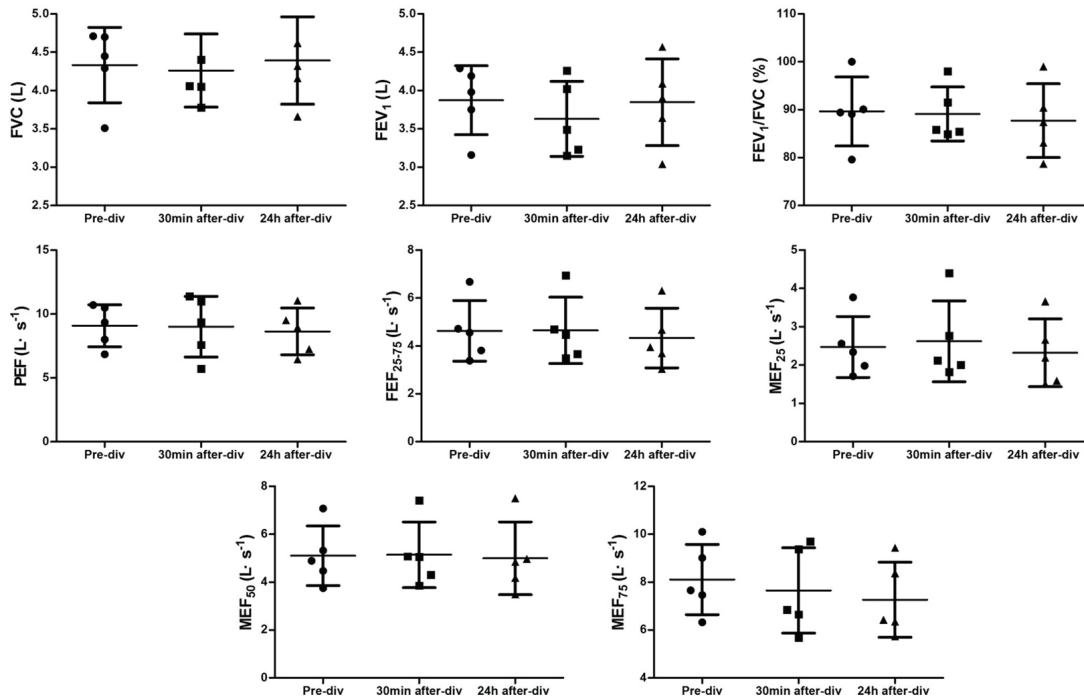 FVC (L)
5.0
4.5
4.0
3.5
3.0
2.5
Pre-div 30min after-div 24h after-div
FEV₁ (L)
5.0
4.5
4.0
3.5
3.0
2.5
Pre-div 30min after-div 24h after-div
FEV₁/FVC (%)
110
100
90
80
70
Pre-div 30min after-div 24h after-div
PEF (L· s⁻¹)
15
10
5
0
Pre-div 30min after-div 24h after-div
FEF₂₅₋₇₅ (L· s⁻¹)
8
6
4
2
0
Pre-div 30min after-div 24h after-div
MEF₂₅ (L· s⁻¹)
5
4
3
2
1
0
Pre-div 30min after-div 24h after-div
MEF₅₀ (L· s⁻¹)
8
6
4
2
0
Pre-div 30min after-div 24h after-div
MEF₇₅ (L· s⁻¹)
12
10
8
6
4
Pre-div 30min after-div 24h after-div